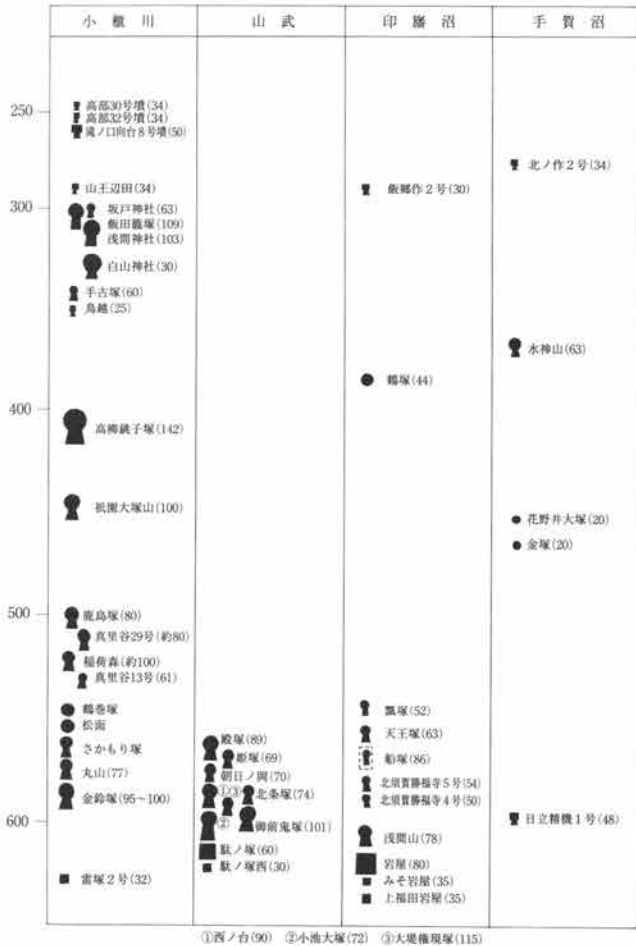 小櫃川
山武
印旛沼
手賀沼
250
300
400
500
600
高部30号墳(34)
高部32号墳(34)
滝ノ口向台8号墳(50)
山王辺田(34)
坂戸神社(63)
飯田籠塚(109)
浅間神社(103)
白山神社(30)
手古塚(60)
鳥越(25)
高柳銚子塚(142)
祇園大塚山(100)
鹿島塚(80)
真里谷29号(約80)
稲荷森(約100)
真里谷13号(61)
鶴巻塚
松面
さかもり塚
丸山(77)
金鈴塚(95~100)
雷塚2号(32)
殿塚(89)
姫塚(69)
朝日ノ岡(70)
①③
北条塚(74)
②
御前鬼塚(101)
駄ノ塚(60)
駄ノ塚西(30)
飯郷作2号(30)
鶴塚(44)
瓢塚(52)
天王塚(63)
船塚(86)
北須賀勝福寺5号(54)
北須賀勝福寺4号(50)
浅間山(78)
岩屋(80)
みそ岩屋(35)
上福田岩屋(35)
北ノ作2号(34)
水神山(63)
花野井大塚(20)
金塚(20)
日立精機1号(48)
①西ノ台(90) ②小池大塚(72) ③大堤権現塚(115)